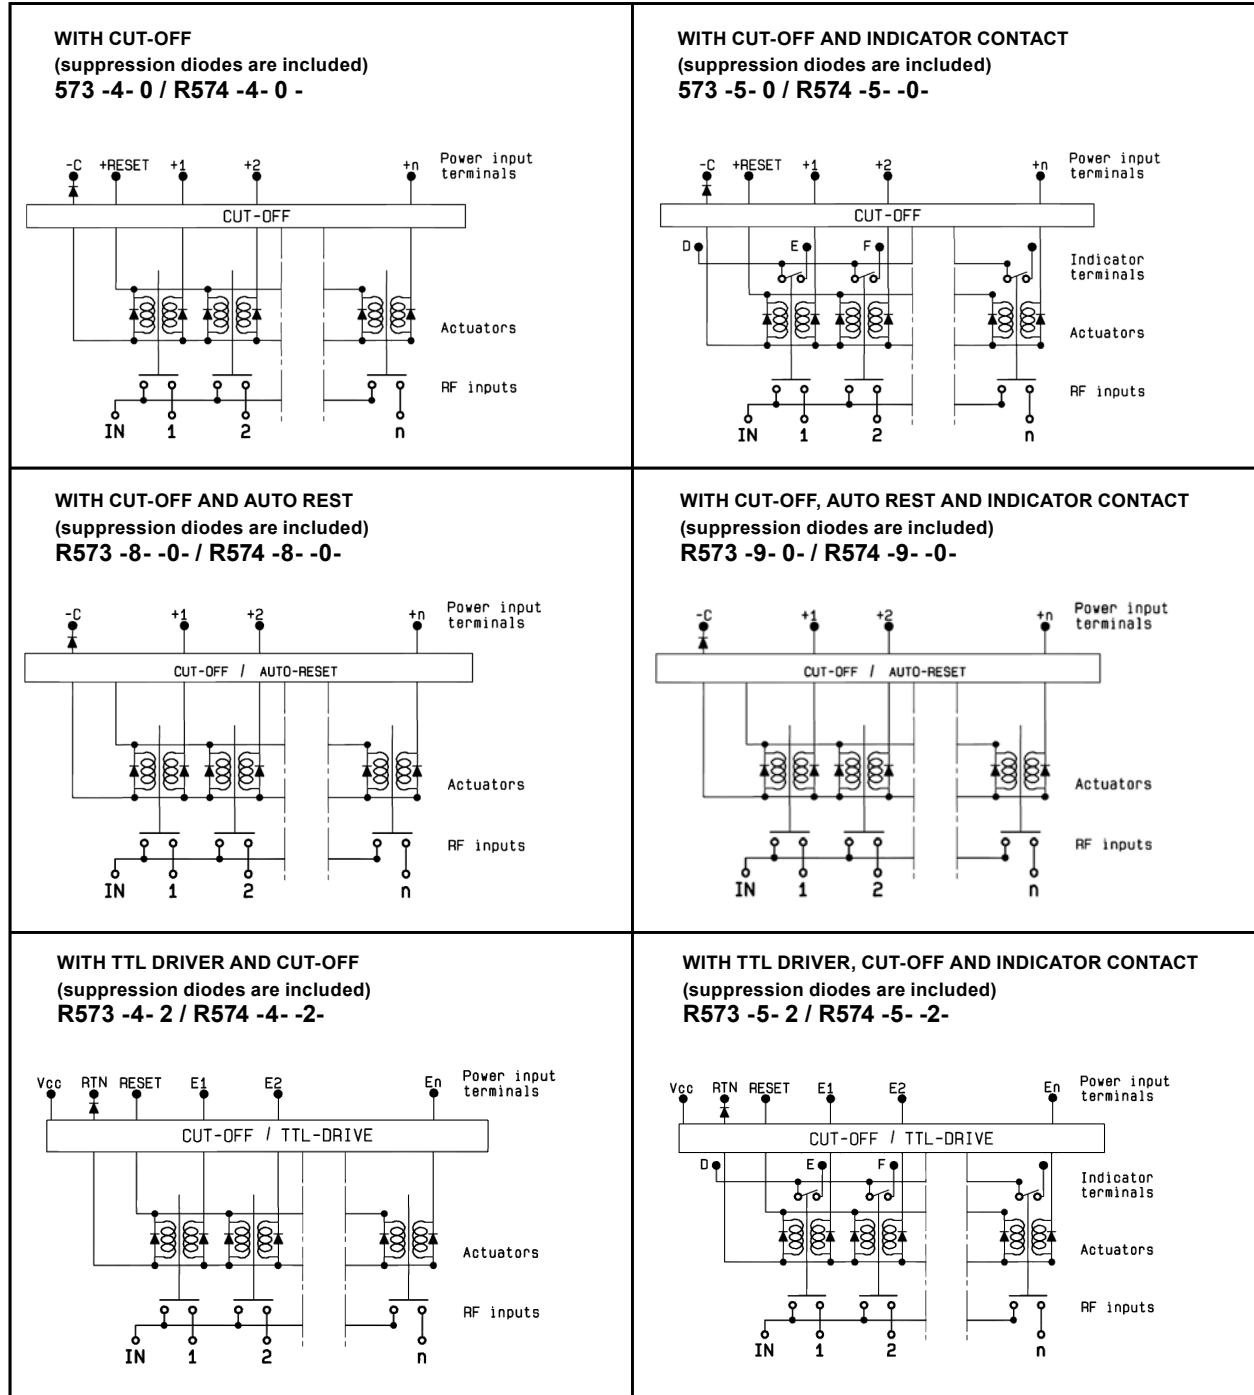 WITH CUT-OFF
(suppression diodes are included)
573 -4- 0 / R574 -4- 0 -
-C +RESET +1 +2 +n
Power input
terminals
CUT-OFF
Actuators
RF inputs
IN 1 2 n
WITH CUT-OFF AND INDICATOR CONTACT
(suppression diodes are included)
573 -5- 0 / R574 -5- -0-
-C +RESET +1 +2 +n
Power input
terminals
CUT-OFF
D E F
Indicator
terminals
Actuators
RF inputs
IN 1 2 n
WITH CUT-OFF AND AUTO REST
(suppression diodes are included)
R573 -8- -0- / R574 -8- -0-
-C +1 +2 +n
Power input
terminals
CUT-OFF / AUTO-RESET
Actuators
RF inputs
IN 1 2 n
WITH CUT-OFF, AUTO REST AND INDICATOR CONTACT
(suppression diodes are included)
R573 -9- 0- / R574 -9- -0-
-C +1 +2 +n
Power input
terminals
CUT-OFF / AUTO-RESET
Actuators
RF inputs
IN 1 2 n
WITH TTL DRIVER AND CUT-OFF
(suppression diodes are included)
R573 -4- 2 / R574 -4- -2-
Vcc RTN RESET E1 E2 En
Power input
terminals
CUT-OFF / TTL-DRIVE
Actuators
RF inputs
IN 1 2 n
WITH TTL DRIVER, CUT-OFF AND INDICATOR CONTACT
(suppression diodes are included)
R573 -5- 2 / R574 -5- -2-
Vcc RTN RESET E1 E2 En
Power input
terminals
CUT-OFF / TTL-DRIVE
D E F
Indicator
terminals
Actuators
RF inputs
IN 1 2 n